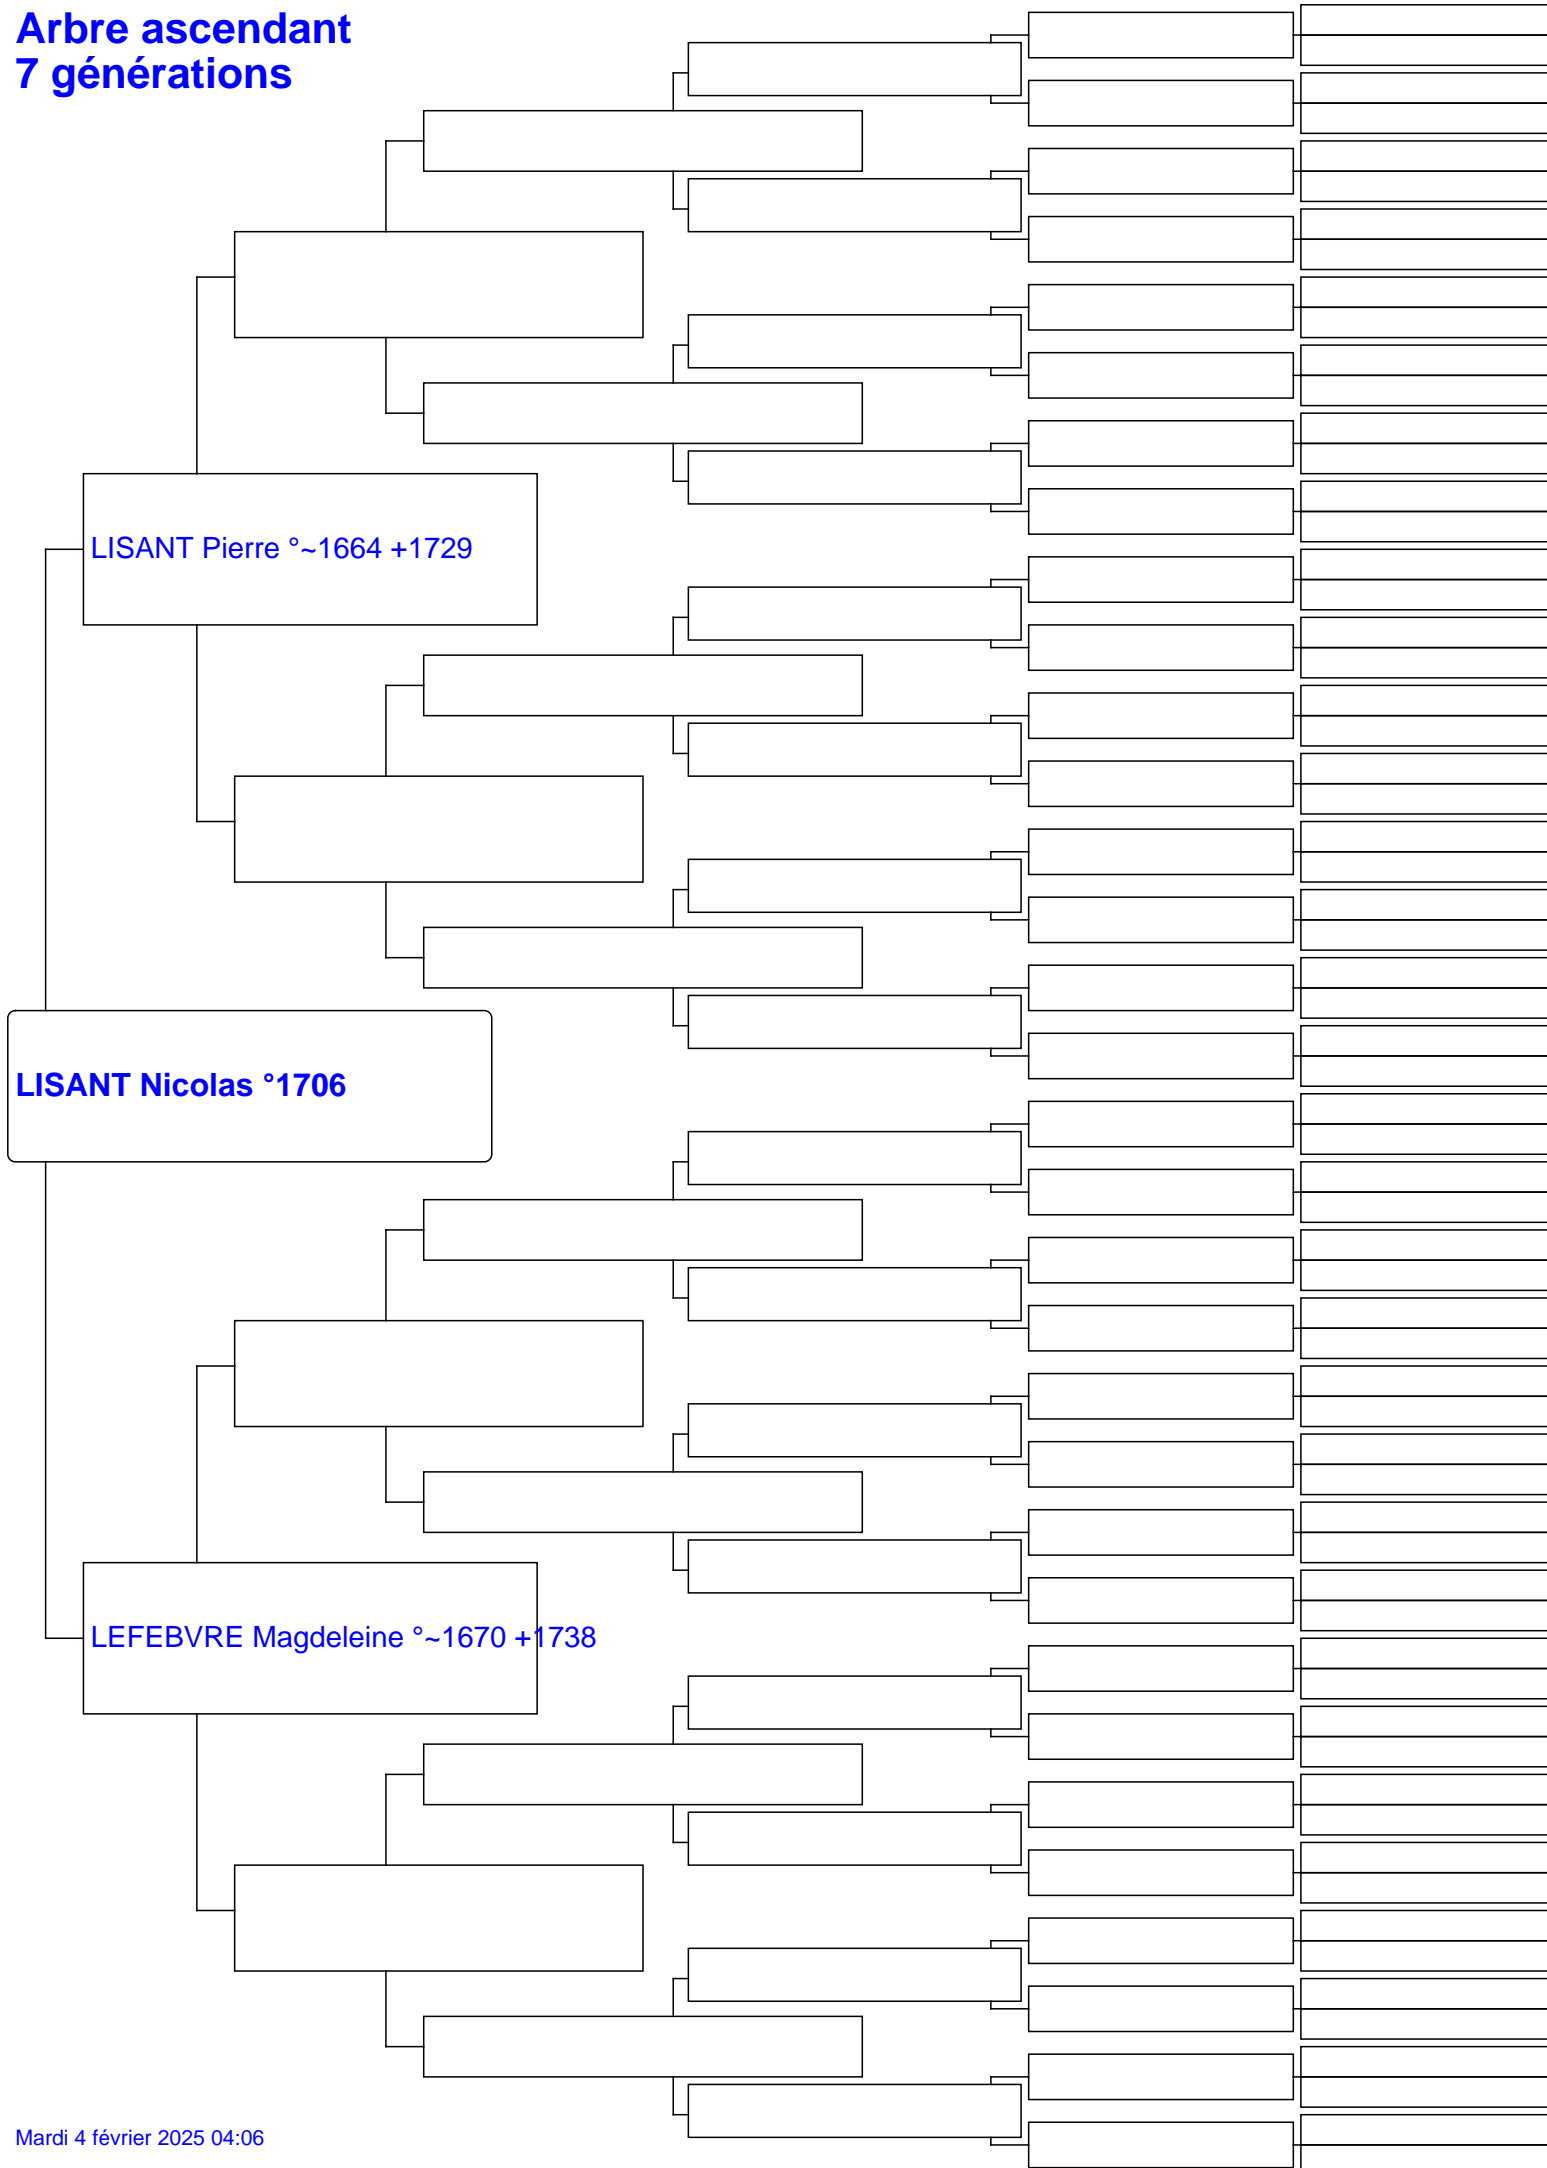 Arbre ascendant
7 générations
LISANT Pierre °~1664 +1729
LISANT Nicolas °1706
LEFEBVRE Magdeleine °~1670 +1738
Mardi 4 février 2025 04:06